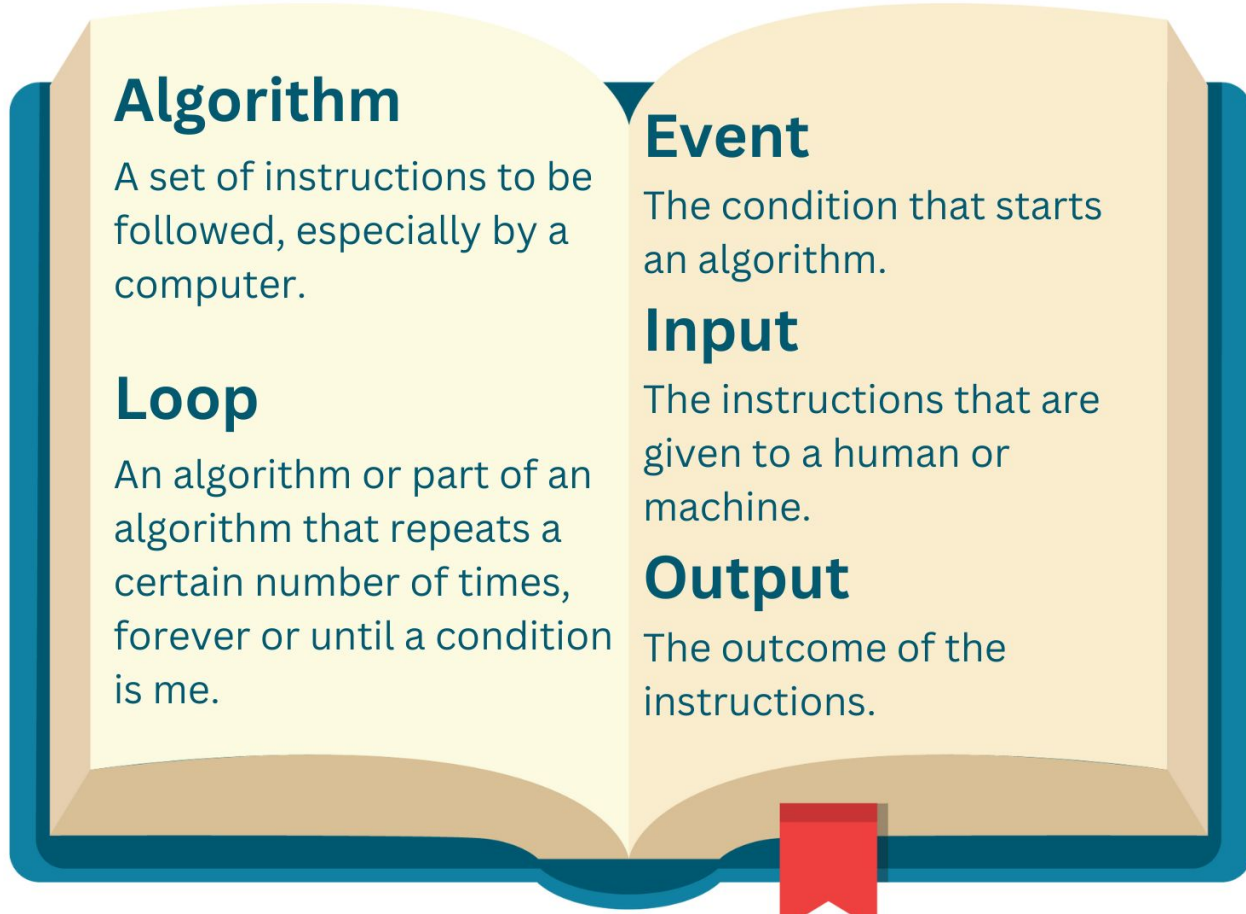 Algorithm
A set of instructions to be
followed, especially by a
computer.
Loop
An algorithm or part of an
algorithm that repeats a
certain number of times,
forever or until a condition
is me.
Event
The condition that starts
an algorithm.
Input
The instructions that are
given to a human or
machine.
Output
The outcome of the
instructions.